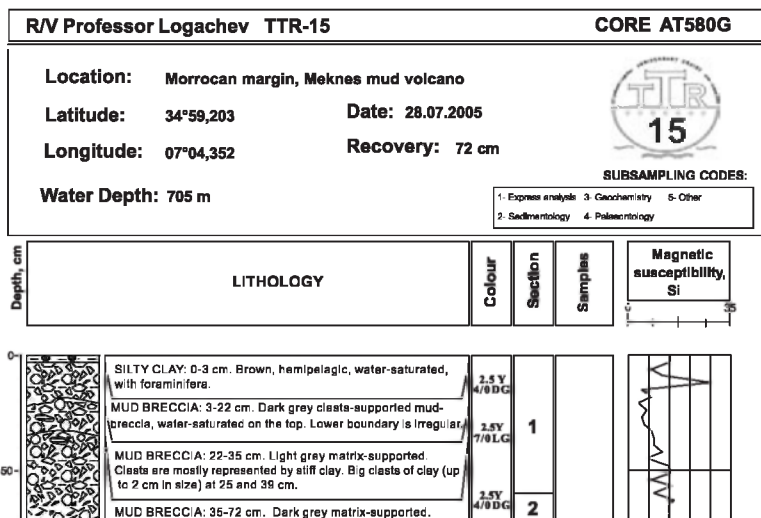 R/V Professor Logachev TTR-15 CORE AT580G
Location: Morrocan margin, Meknes mud volcano
Latitude: 34°59,203 Date: 28.07.2005
Longitude: 07°04,352 Recovery: 72 cm
Water Depth: 705 m
TTR
15
SUBSAMPLING CODES:
1- Express analysis 3- Geochemistry 5- Other
2- Sedimentology 4- Palaeontology
Depth, cm
LITHOLOGY
Colour
Section
Samples
Magnetic
susceptibility,
Si
0
SILTY CLAY: 0-3 cm. Brown, hemipelagic, water-saturated,
with foraminifera.
2.5 Y
4/0 DG
MUD BRECCIA: 3-22 cm. Dark grey clasts-supported mud-
breccia, water-saturated on the top. Lower boundary is irregular.
2.5Y
7/0 LG
1
MUD BRECCIA: 22-35 cm. Light grey matrix-supported.
Clasts are mostly represented by stiff clay. Big clasts of clay (up
to 2 cm in size) at 25 and 39 cm.
50
2.5Y
4/0 DG
2
MUD BRECCIA: 35-72 cm. Dark grey matrix-supported.